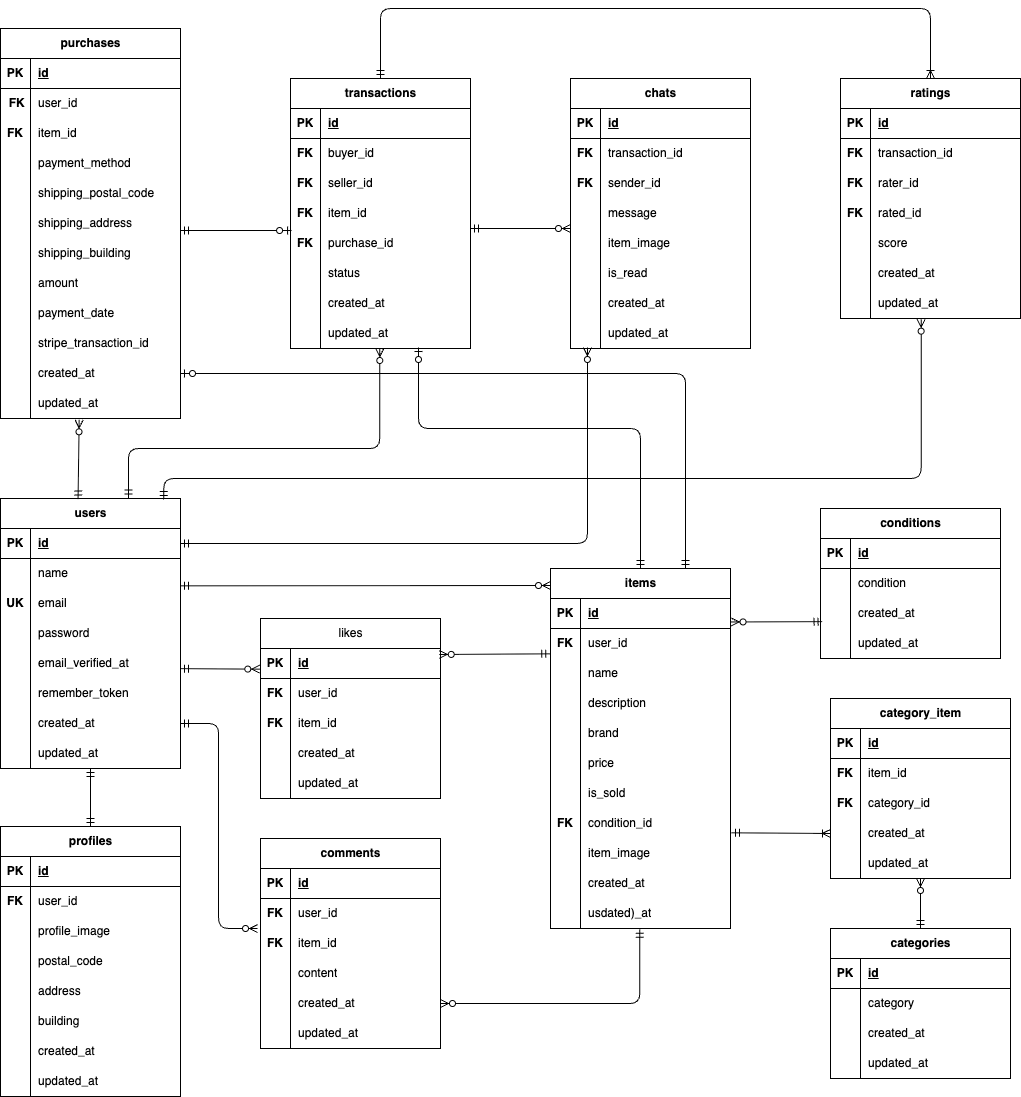 purchases
PK id
FK user_id
FK item_id
payment_method
shipping_postal_code
shipping_address
shipping_building
amount
payment_date
stripe_transaction_id
created_at
updated_at
transactions
PK id
FK buyer_id
FK seller_id
FK item_id
FK purchase_id
status
created_at
updated_at
chats
PK id
FK transaction_id
FK sender_id
message
item_image
is_read
created_at
updated_at
ratings
PK id
FK transaction_id
FK rater_id
FK rated_id
score
created_at
updated_at
users
PK id
name
UK email
password
email_verified_at
remember_token
created_at
updated_at
likes
PK id
FK user_id
FK item_id
created_at
updated_at
items
PK id
FK user_id
name
description
brand
price
is_sold
FK condition_id
item_image
created_at
usdated)_at
conditions
PK id
condition
created_at
updated_at
category_item
PK id
FK item_id
FK category_id
created_at
updated_at
profiles
PK id
FK user_id
profile_image
postal_code
address
building
created_at
updated_at
comments
PK id
FK user_id
FK item_id
content
created_at
updated_at
categories
PK id
category
created_at
updated_at